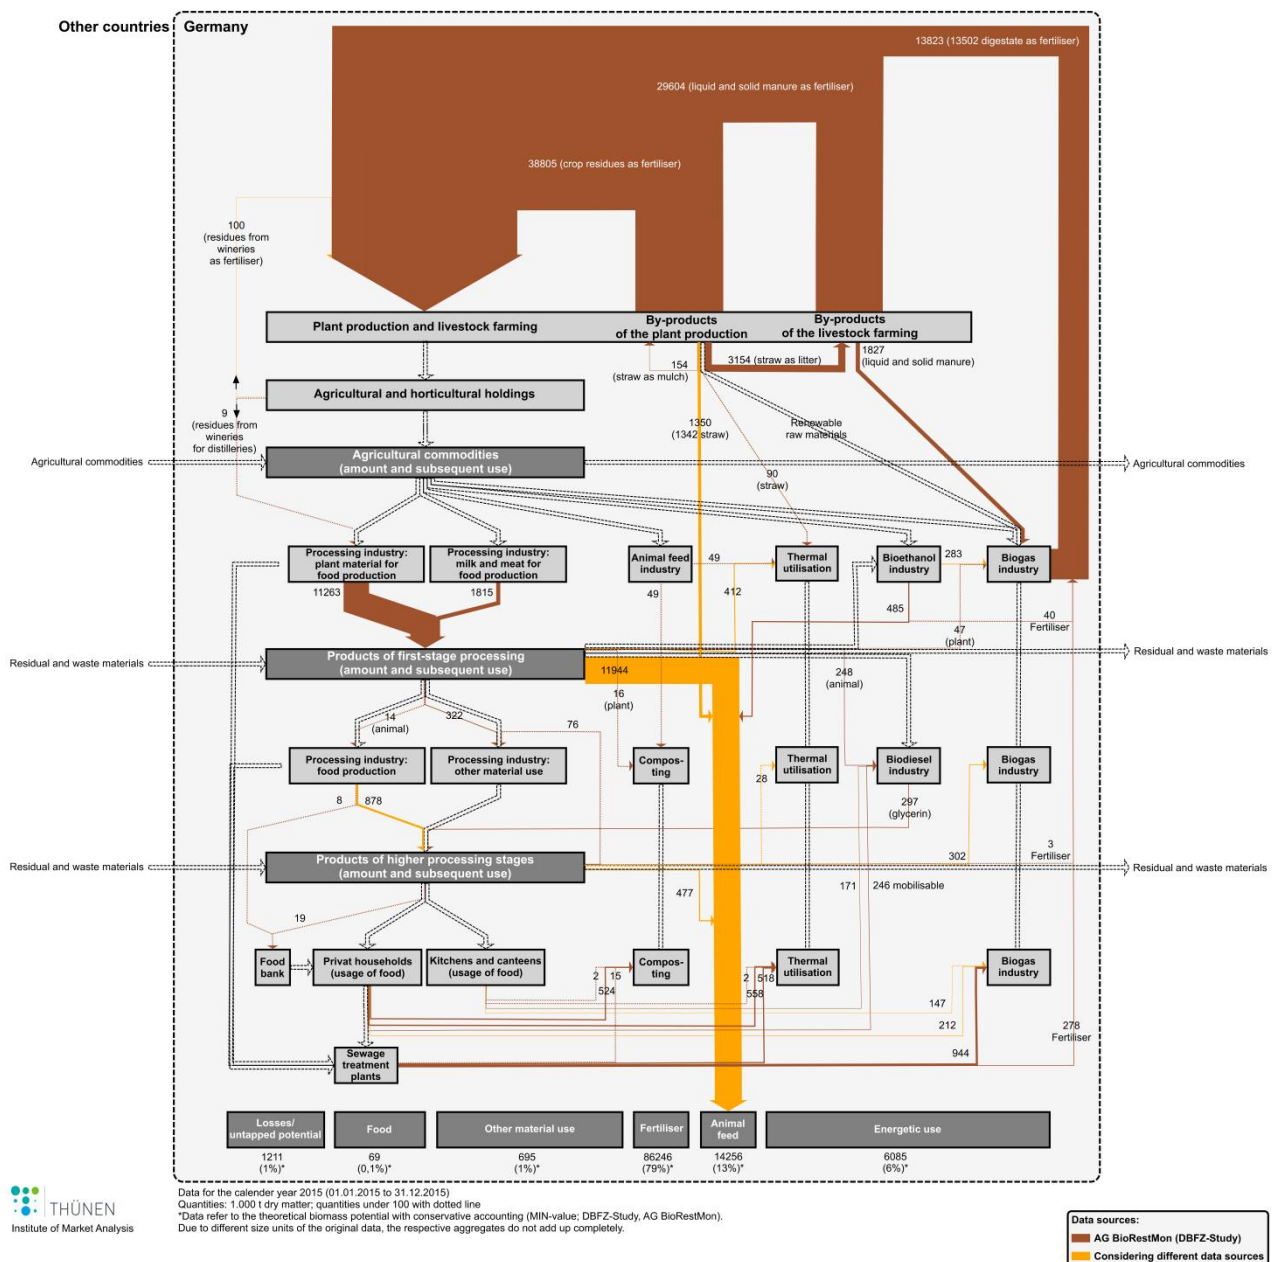 Other countries
Germany
13823 (13502 digestate as fertiliser)
29604 (liquid and solid manure as fertiliser)
38805 (crop residues as fertiliser)
100
(residues from
wineries
as fertiliser)
Plant production and livestock farming
By-products
of the plant production
By-products
of the livestock farming
154
(straw as mulch)
3154 (straw as litter)
1827
(liquid and solid manure)
Agricultural and horticultural holdings
9
(residues from
wineries
for distilleries)
1350
(1342 straw)
Renewable
raw materials
Agricultural commodities
Agricultural commodities
(amount and subsequent use)
Agricultural commodities
90
(straw)
Processing industry:
plant material for
food production
Processing industry:
milk and meat for
food production
Animal feed
industry
49
Thermal
utilisation
Bioethanol
industry
283
Biogas
industry
11263
1815
49
412
485
40
Fertiliser
47
(plant)
Residual and waste materials
Products of first-stage processing
(amount and subsequent use)
Residual and waste materials
11944
16
(plant)
248
(animal)
14
(animal)
322
76
Processing industry:
food production
Processing industry:
other material use
Compos-
ting
Thermal
utilisation
28
Biodiesel
industry
Biogas
industry
8
878
297
(glycerin)
Residual and waste materials
Products of higher processing stages
(amount and subsequent use)
302
3
Fertiliser
Residual and waste materials
477
171
246 mobilisable
19
Food
bank
Privat households
(usage of food)
Kitchens and canteens
(usage of food)
2
15
524
Compos-
ting
2
518
558
Thermal
utilisation
Biogas
industry
147
212
278
Fertiliser
944
Sewage
treatment
plants
Losses/
untapped potential
Food
Other material use
Fertiliser
Animal
feed
Energetic use
1211
(1%)*
69
(0,1%)*
695
(1%)*
86246
(79%)*
14256
(13%)*
6085
(6%)*
THÜNEN
Institute of Market Analysis
Data for the calender year 2015 (01.01.2015 to 31.12.2015)
Quantities: 1.000 t dry matter; quantities under 100 with dotted line
*Data refer to the theoretical biomass potential with conservative accounting (MIN-value; DBFZ-Study, AG BioRestMon).
Due to different size units of the original data, the respective aggregates do not add up completely.
Data sources:
AG BioRestMon (DBFZ-Study)
Considering different data sources